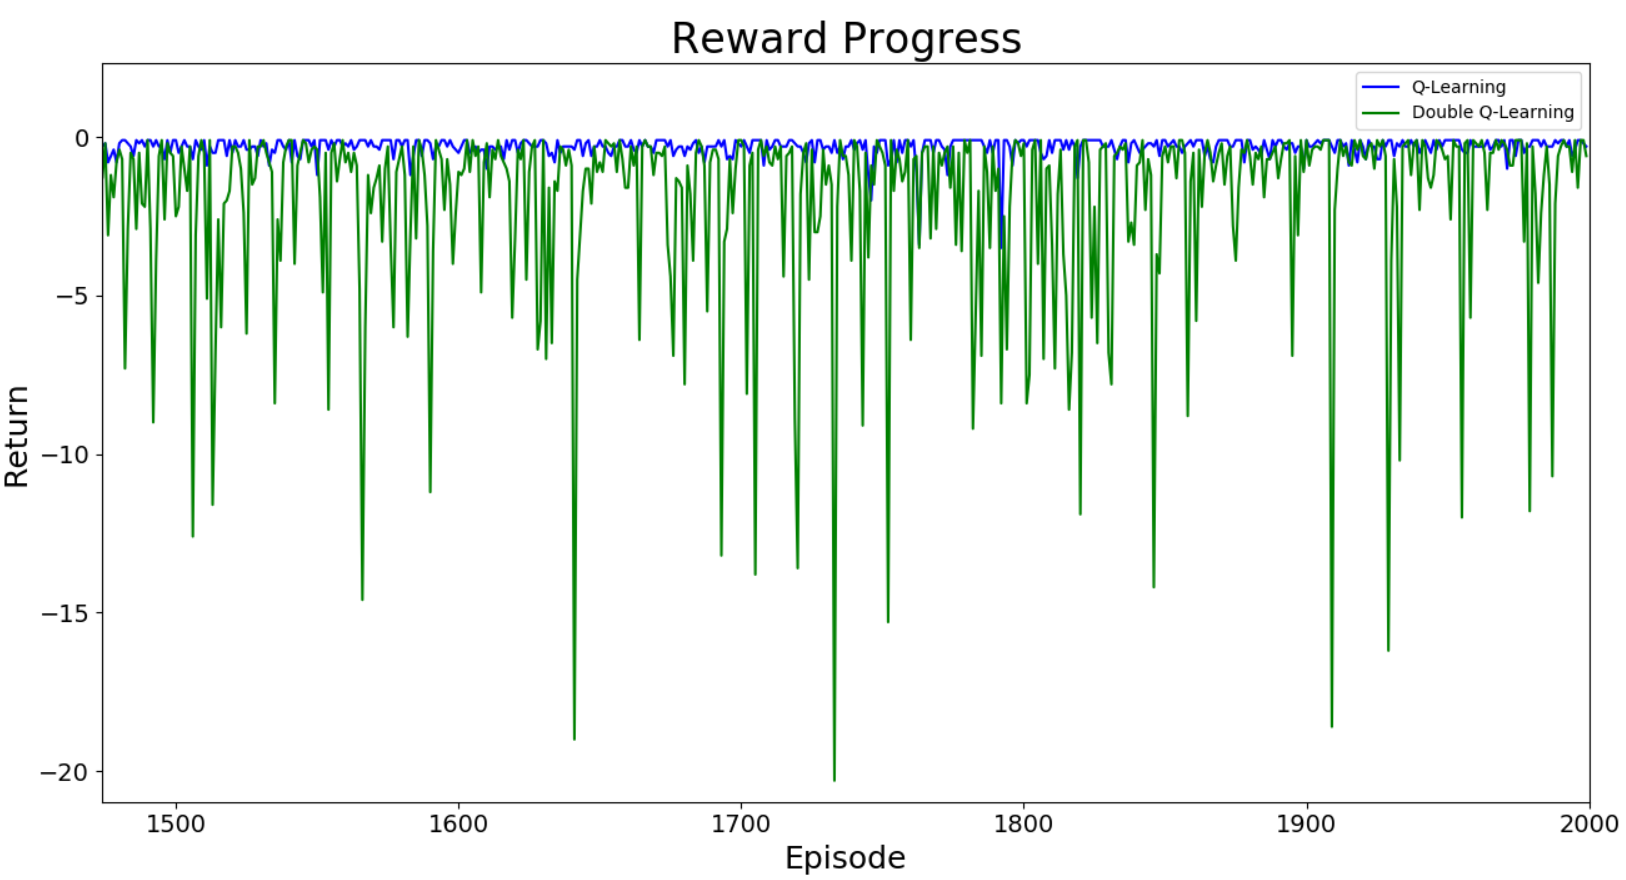 Reward Progress
Q-Learning
Double Q-Learning
0
−5
−10
−15
−20
Return
1500 1600 1700 1800 1900 2000
Episode